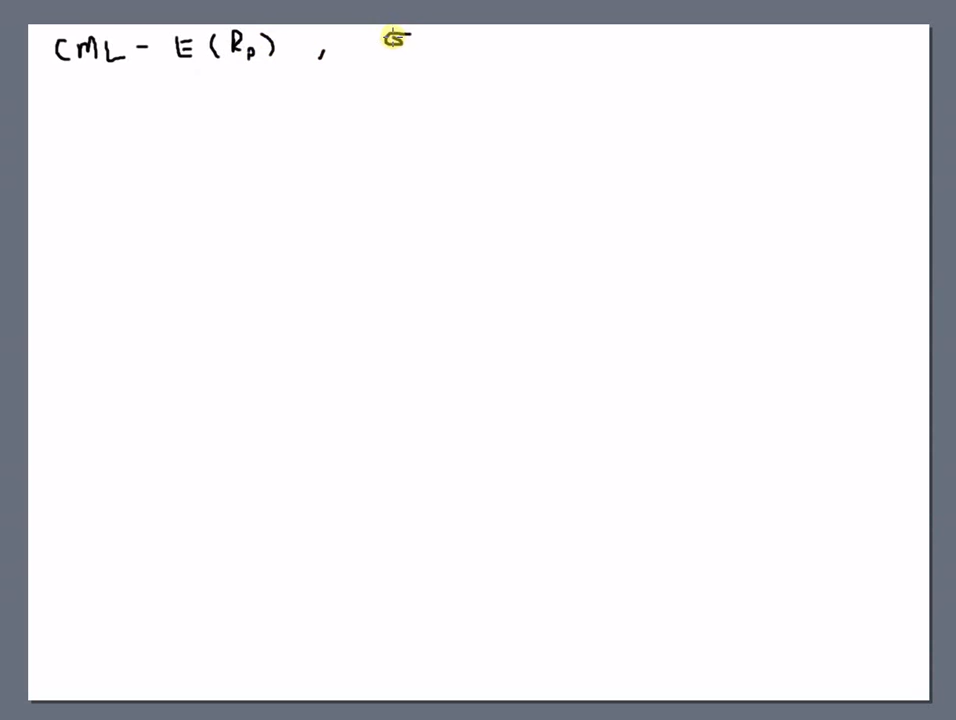 CML - E(Rp) , σ